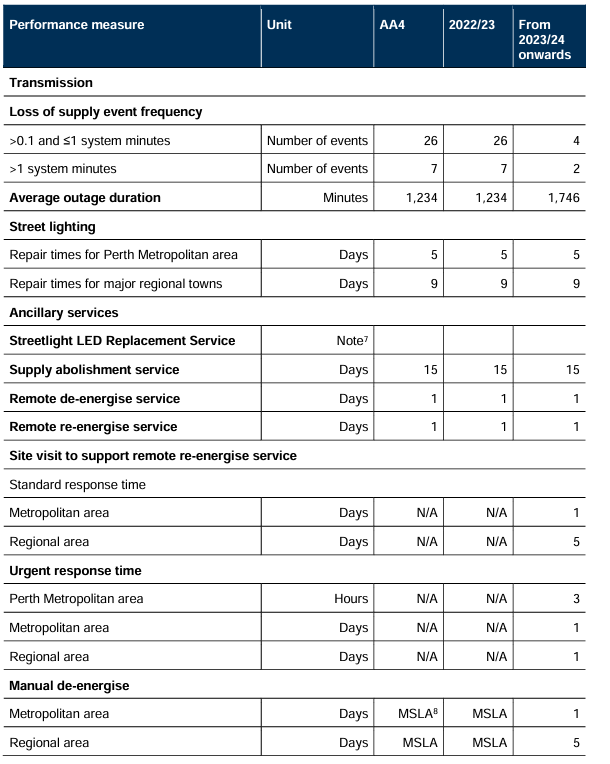 Performance measure Unit AA4 2022/23 From 2023/24 onwards
Transmission
Loss of supply event frequency
>0.1 and ≤1 system minutes Number of events 26 26 4
>1 system minutes Number of events 7 7 2
Average outage duration Minutes 1,234 1,234 1,746
Street lighting
Repair times for Perth Metropolitan area Days 5 5 5
Repair times for major regional towns Days 9 9 9
Ancillary services
Streetlight LED Replacement Service Note⁷
Supply abolishment service Days 15 15 15
Remote de-energise service Days 1 1 1
Remote re-energise service Days 1 1 1
Site visit to support remote re-energise service
Standard response time
Metropolitan area Days N/A N/A 1
Regional area Days N/A N/A 5
Urgent response time
Perth Metropolitan area Hours N/A N/A 3
Metropolitan area Days N/A N/A 1
Regional area Days N/A N/A 1
Manual de-energise
Metropolitan area Days MSLA⁸ MSLA 1
Regional area Days MSLA MSLA 5